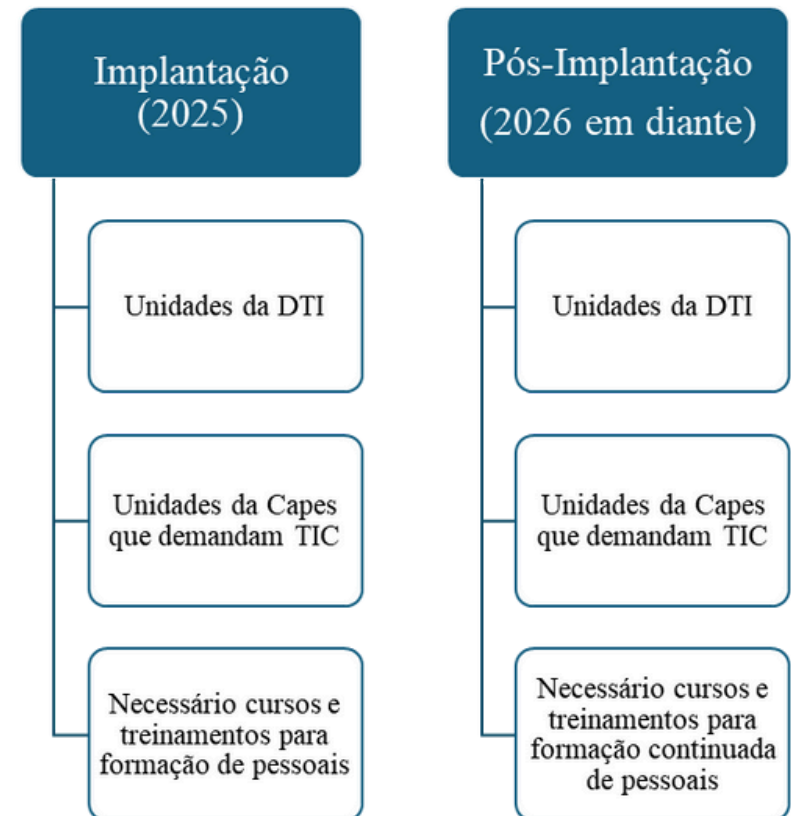 Implantação
(2025)
Unidades da DTI
Unidades da Capes
que demandam TIC
Necessário cursos e
treinamentos para
formação de pessoais
Pós-Implantação
(2026 em diante)
Unidades da DTI
Unidades da Capes
que demandam TIC
Necessário cursos e
treinamentos para
formação continuada
de pessoais